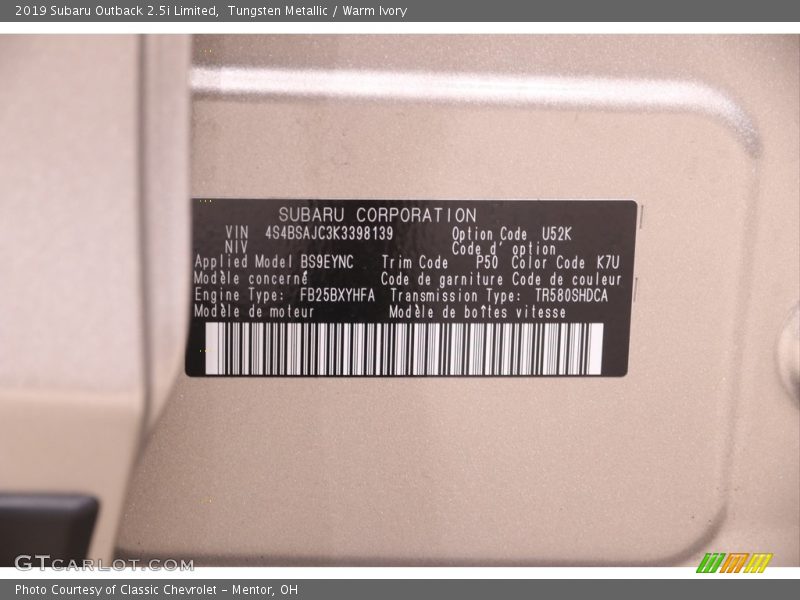 2019 Subaru Outback 2.5i Limited,  Tungsten Metallic / Warm Ivory
SUBARU CORPORATION
VIN 4S4BSAJC3K3398139 Option Code U52K
NIV Code d'option
Applied Model BS9EYNC Trim Code P50 Color Code K7U
Modèle concerné Code de garniture Code de couleur
Engine Type: FB25BXYHFA Transmission Type: TR580SHDCA
Modèle de moteur Modèle de boîtes vitesse
GTcarlot.com
Photo Courtesy of Classic Chevrolet - Mentor, OH